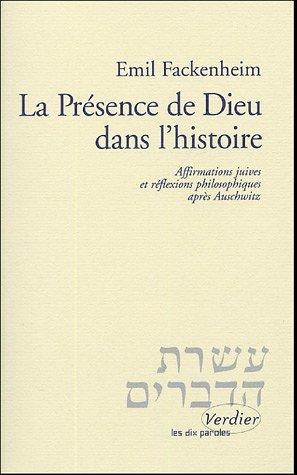 Emil Fackenheim
La Présence de Dieu
dans l'histoire
Affirmations juives
et réflexions philosophiques
après Auschwitz
עשרת
הדברים
Verdier
les dix paroles